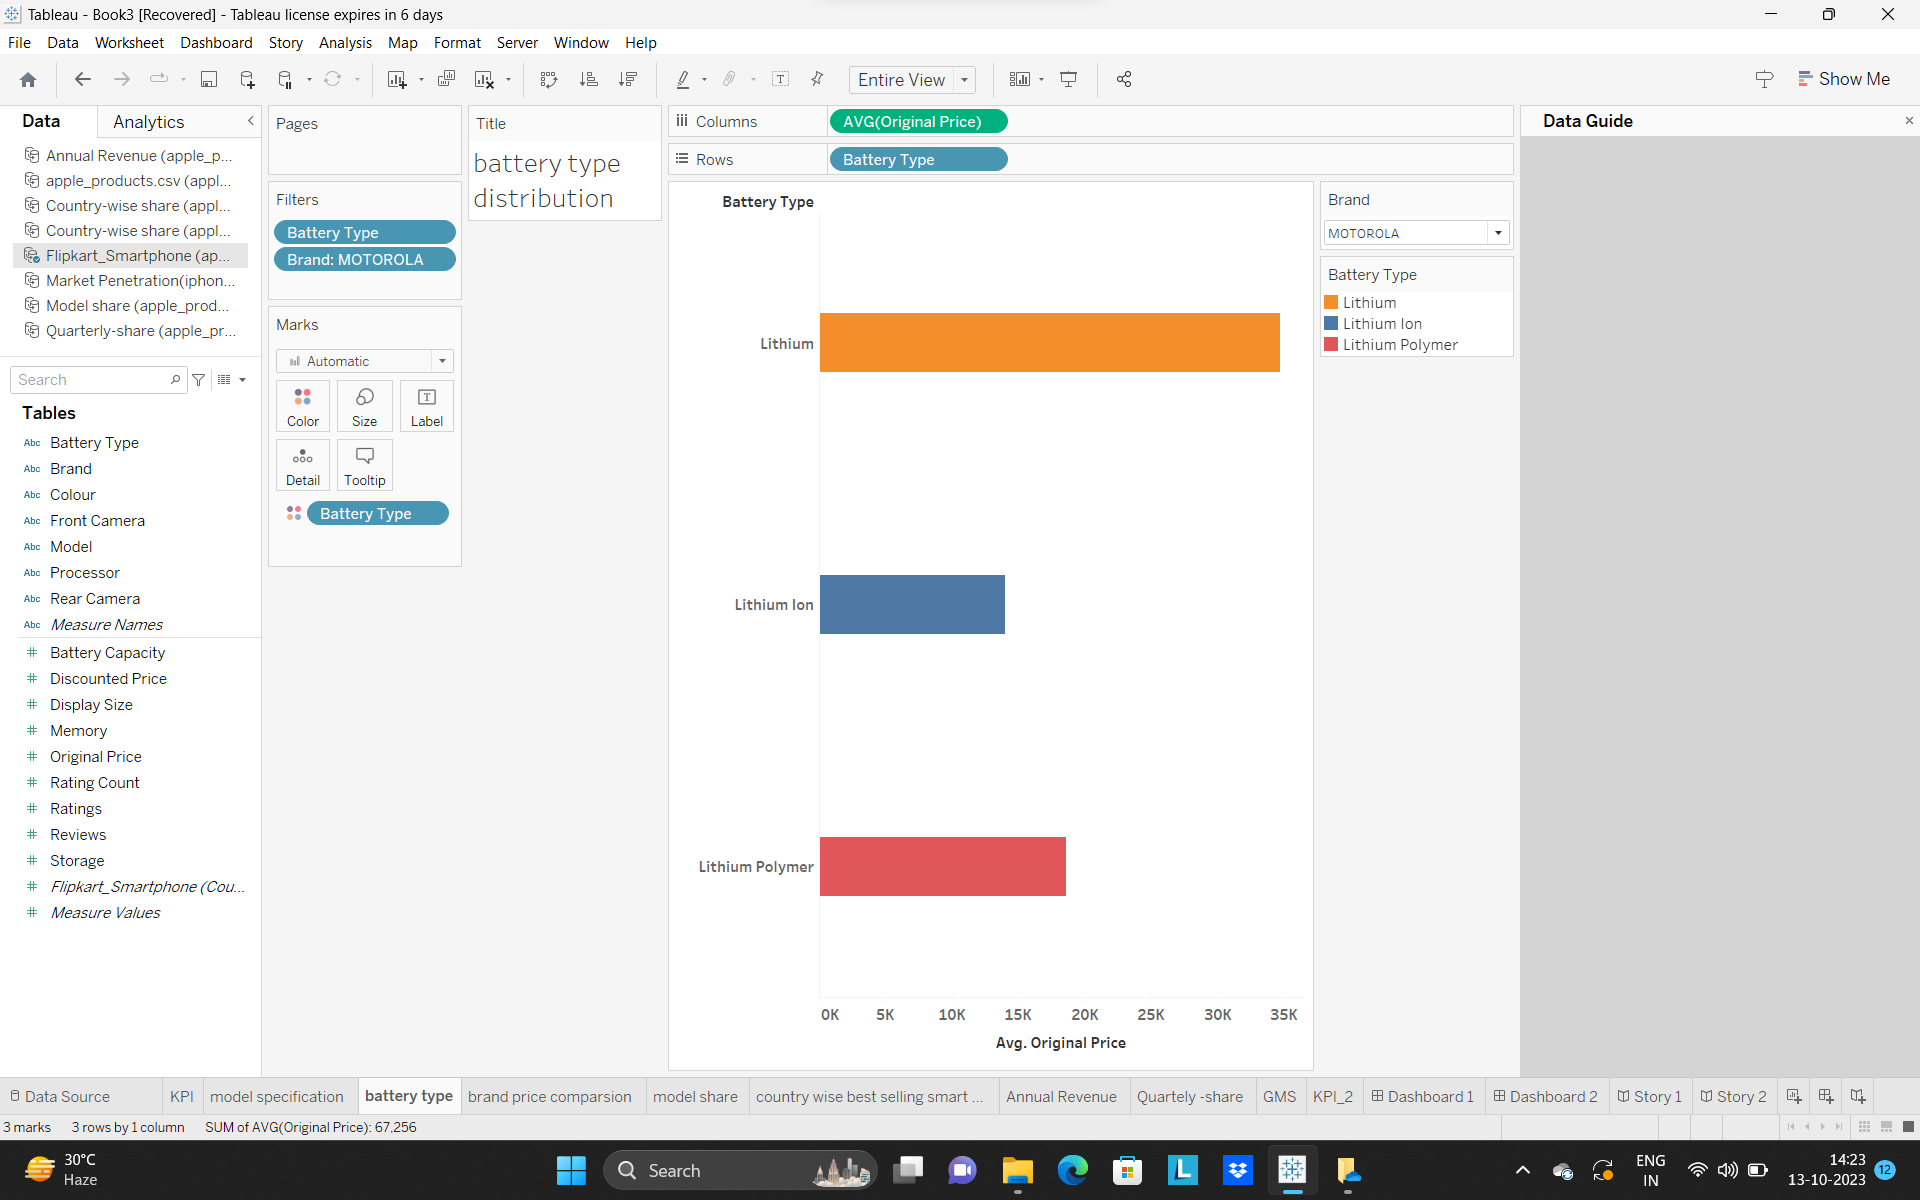 Tableau - Book3 [Recovered] - Tableau license expires in 6 days
File Data Worksheet Dashboard Story Analysis Map Format Server Window Help
Entire View
Show Me
Data Analytics
Annual Revenue (apple_p...
apple_products.csv (appl...
Country-wise share (appl...
Country-wise share (appl...
Flipkart_Smartphone (ap...
Market Penetration(iphon...
Model share (apple_prod...
Quarterly-share (apple_pr...
Search
Tables
Abc Battery Type
Abc Brand
Abc Colour
Abc Front Camera
Abc Model
Abc Processor
Abc Rear Camera
Abc Measure Names
# Battery Capacity
# Discounted Price
# Display Size
# Memory
# Original Price
# Rating Count
# Ratings
# Reviews
# Storage
# Flipkart_Smartphone (Cou...
# Measure Values
Pages
Filters
Battery Type
Brand: MOTOROLA
Marks
Automatic
Color Size Label
Detail Tooltip
Battery Type
Title
battery type
distribution
Columns AVG(Original Price)
Rows Battery Type
Battery Type
Lithium
Lithium Ion
Lithium Polymer
0K 5K 10K 15K 20K 25K 30K 35K
Avg. Original Price
Brand
MOTOROLA
Battery Type
Lithium
Lithium Ion
Lithium Polymer
Data Guide
Data Source KPI model specification battery type brand price comparsion model share country wise best selling smart ... Annual Revenue Quartely -share GMS KPI_2 Dashboard 1 Dashboard 2 Story 1 Story 2
3 marks 3 rows by 1 column SUM of AVG(Original Price): 67,256
30°C
Haze
Search
L
ENG
IN
14:23
13-10-2023
12